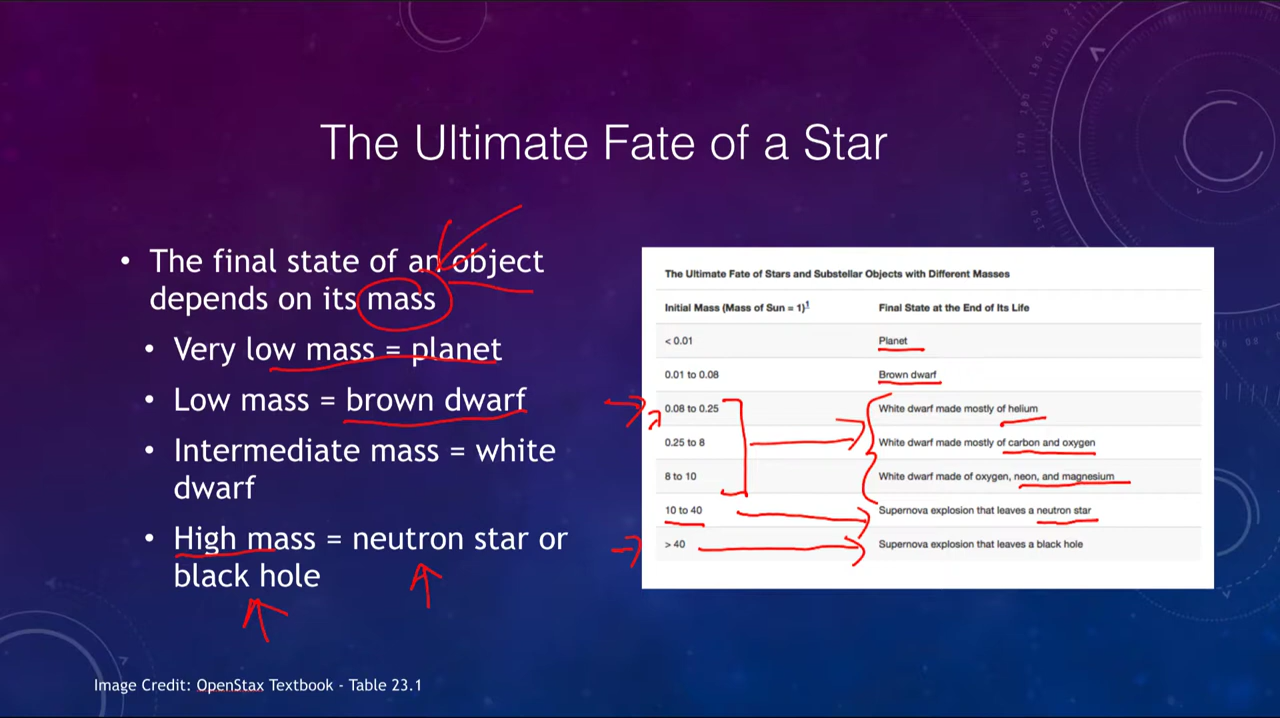 The Ultimate Fate of a Star
• The final state of an object
depends on its mass
• Very low mass = planet
• Low mass = brown dwarf
• Intermediate mass = white
dwarf
• High mass = neutron star or
black hole
The Ultimate Fate of Stars and Substellar Objects with Different Masses
Initial Mass (Mass of Sun = 1)1 Final State at the End of Its Life
< 0.01 Planet
0.01 to 0.08 Brown dwarf
0.08 to 0.25 White dwarf made mostly of helium
0.25 to 8 White dwarf made mostly of carbon and oxygen
8 to 10 White dwarf made of oxygen, neon, and magnesium
10 to 40 Supernova explosion that leaves a neutron star
> 40 Supernova explosion that leaves a black hole
Image Credit: OpenStax Textbook - Table 23.1